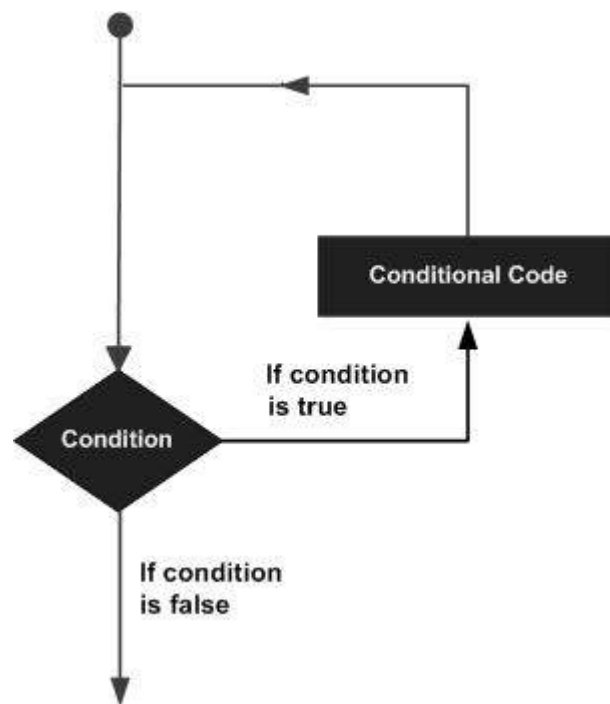 Conditional Code
If condition
is true
Condition
If condition
is false